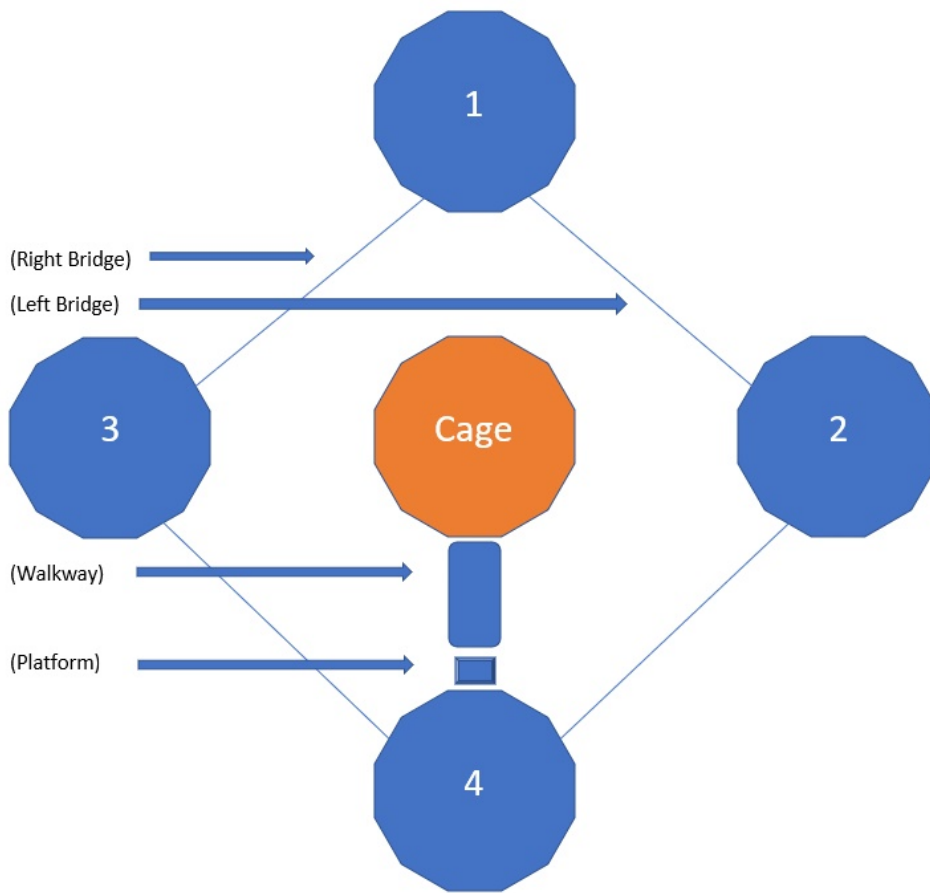 1
(Right Bridge)
(Left Bridge)
3
Cage
2
(Walkway)
(Platform)
4